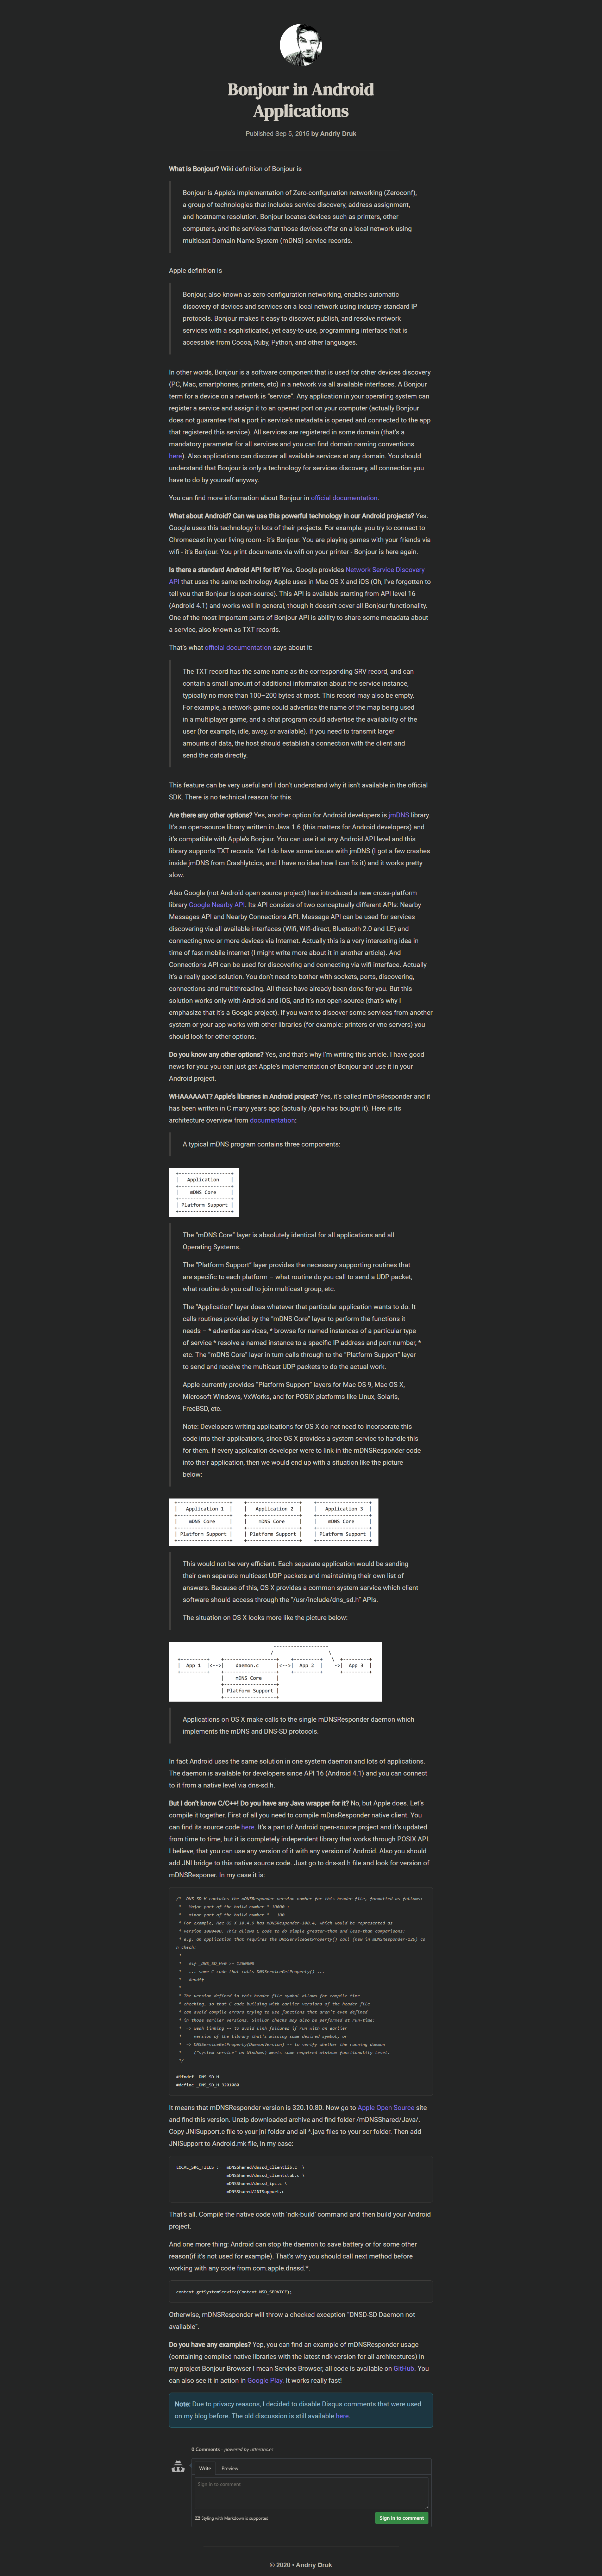 Bonjour in Android
Applications
Published Sep 5, 2015 by Andriy Druk
What is Bonjour? Wiki definition of Bonjour is
Bonjour is Apple's implementation of Zero-configuration networking (Zeroconf),
a group of technologies that includes service discovery, address assignment,
and hostname resolution. Bonjour locates devices such as printers, other
computers, and the services that those devices offer on a local network using
multicast Domain Name System (mDNS) service records.
Apple definition is
Bonjour, also known as zero-configuration networking, enables automatic
discovery of devices and services on a local network using industry standard IP
protocols. Bonjour makes it easy to discover, publish, and resolve network
services with a sophisticated, yet easy-to-use, programming interface that is
accessible from Cocoa, Ruby, Python, and other languages.
In other words, Bonjour is a software component that is used for other devices discovery
(PC, Mac, smartphones, printers, etc) in a network via all available interfaces. A Bonjour
term for a device on a network is "service". Any application in your operating system can
register a service and assign it to an opened port on your computer (actually Bonjour
does not guarantee that a port in service's metadata is opened and connected to the app
that registered this service). All services are registered in some domain (that's a
mandatory parameter for all services and you can find domain naming conventions
here). Also applications can discover all available services at any domain. You should
understand that Bonjour is only a technology for services discovery, all connection you
have to do by yourself anyway.
You can find more information about Bonjour in official documentation.
What about Android? Can we use this powerful technology in our Android projects? Yes.
Google uses this technology in lots of their projects. For example: you try to connect to
Chromecast in your living room - it's Bonjour. You are playing games with your friends via
wifi - it's Bonjour. You print documents via wifi on your printer - Bonjour is here again.
Is there a standard Android API for it? Yes. Google provides Network Service Discovery
API that uses the same technology Apple uses in Mac OS X and iOS (Oh, I've forgotten to
tell you that Bonjour is open-source). This API is available starting from API level 16
(Android 4.1) and works well in general, though it doesn't cover all Bonjour functionality.
One of the most important parts of Bonjour API is ability to share some metadata about
a service, also known as TXT records.
That's what official documentation says about it:
The TXT record has the same name as the corresponding SRV record, and can
contain a small amount of additional information about the service instance,
typically no more than 100–200 bytes at most. This record may also be empty.
For example, a network game could advertise the name of the map being used
in a multiplayer game, and a chat program could advertise the availability of the
user (for example, idle, away, or available). If you need to transmit larger
amounts of data, the host should establish a connection with the client and
send the data directly.
This feature can be very useful and I don't understand why it isn't available in the official
SDK. There is no technical reason for this.
Are there any other options? Yes, another option for Android developers is jmDNS library.
It's an open-source library written in Java 1.6 (this matters for Android developers) and
it's compatible with Apple's Bonjour. You can use it at any Android API level and this
library supports TXT records. Yet I do have some issues with jmDNS (I got a few crashes
inside jmDNS from Crashlytcics, and I have no idea how I can fix it) and it works pretty
slow.
Also Google (not Android open source project) has introduced a new cross-platform
library Google Nearby API. Its API consists of two conceptually different APIs: Nearby
Messages API and Nearby Connections API. Message API can be used for services
discovering via all available interfaces (Wifi, Wifi-direct, Bluetooth 2.0 and LE) and
connecting two or more devices via Internet. Actually this is a very interesting idea in
time of fast mobile internet (I might write more about it in another article). And
Connections API can be used for discovering and connecting via wifi interface. Actually
it's a really good solution. You don't need to bother with sockets, ports, discovering,
connections and multithreading. All these have already been done for you. But this
solution works only with Android and iOS, and it's not open-source (that's why I
emphasize that it's a Google project). If you want to discover some services from another
system or your app works with other libraries (for example: printers or vnc servers) you
should look for other options.
Do you know any other options? Yes, and that's why I'm writing this article. I have good
news for you: you can just get Apple's implementation of Bonjour and use it in your
Android project.
WHAAAAAAT? Apple's libraries in Android project? Yes, it's called mDnsResponder and it
has been written in C many years ago (actually Apple has bought it). Here is its
architecture overview from documentation:
A typical mDNS program contains three components:
+------------------+
| Application |
+------------------+
| mDNS Core |
+------------------+
| Platform Support |
+------------------+
The "mDNS Core" layer is absolutely identical for all applications and all
Operating Systems.
The "Platform Support" layer provides the necessary supporting routines that
are specific to each platform – what routine do you call to send a UDP packet,
what routine do you call to join multicast group, etc.
The "Application" layer does whatever that particular application wants to do. It
calls routines provided by the "mDNS Core" layer to perform the functions it
needs – * advertise services, * browse for named instances of a particular type
of service * resolve a named instance to a specific IP address and port number, *
etc. The "mDNS Core" layer in turn calls through to the "Platform Support" layer
to send and receive the multicast UDP packets to do the actual work.
Apple currently provides "Platform Support" layers for Mac OS 9, Mac OS X,
Microsoft Windows, VxWorks, and for POSIX platforms like Linux, Solaris,
FreeBSD, etc.
Note: Developers writing applications for OS X do not need to incorporate this
code into their applications, since OS X provides a system service to handle this
for them. If every application developer were to link-in the mDNSResponder code
into their application, then we would end up with a situation like the picture
below:
+------------------+ +------------------+ +------------------+
| Application 1 | | Application 2 | | Application 3 |
+------------------+ +------------------+ +------------------+
| mDNS Core | | mDNS Core | | mDNS Core |
+------------------+ +------------------+ +------------------+
| Platform Support | | Platform Support | | Platform Support |
+------------------+ +------------------+ +------------------+
This would not be very efficient. Each separate application would be sending
their own separate multicast UDP packets and maintaining their own list of
answers. Because of this, OS X provides a common system service which client
software should access through the "/usr/include/dns_sd.h" APIs.
The situation on OS X looks more like the picture below:
-------------------
/ \
+---------+ +------------------+ +---------+ \ +---------+
| App 1 |<-->| daemon.c |<-->| App 2 | ->| App 3 |
+---------+ +------------------+ +---------+ +---------+
| mDNS Core |
+------------------+
| Platform Support |
+------------------+
Applications on OS X make calls to the single mDNSResponder daemon which
implements the mDNS and DNS-SD protocols.
In fact Android uses the same solution in one system daemon and lots of applications.
The daemon is available for developers since API 16 (Android 4.1) and you can connect
to it from a native level via dns-sd.h.
But I don't know C/C++! Do you have any Java wrapper for it? No, but Apple does. Let's
compile it together. First of all you need to compile mDnsResponder native client. You
can find its source code here. It's a part of Android open-source project and it's updated
from time to time, but it is completely independent library that works through POSIX API.
I believe, that you can use any version of it with any version of Android. Also you should
add JNI bridge to this native source code. Just go to dns-sd.h file and look for version of
mDNSResponer. In my case it is:
/* _DNS_SD_H contains the mDNSResponder version number for this header file, formatted as follows:
* Major part of the build number * 10000 +
* minor part of the build number * 100
* For example, Mac OS X 10.4.9 has mDNSResponder-108.4, which would be represented as
* version 1080400. This allows C code to do simple greater-than and less-than comparisons:
* e.g. an application that requires the DNSServiceGetProperty() call (new in mDNSResponder-126) ca
n check:
*
* #if _DNS_SD_H+0 >= 1260000
* ... some C code that calls DNSServiceGetProperty() ...
* #endif
*
* The version defined in this header file symbol allows for compile-time
* checking, so that C code building with earlier versions of the header file
* can avoid compile errors trying to use functions that aren't even defined
* in those earlier versions. Similar checks may also be performed at run-time:
* => weak linking -- to avoid link failures if run with an earlier
* version of the library that's missing some desired symbol, or
* => DNSServiceGetProperty(DaemonVersion) -- to verify whether the running daemon
* ("system service" on Windows) meets some required minimum functionality level.
*/
#ifndef _DNS_SD_H
#define _DNS_SD_H 3201080
It means that mDNSResponder version is 320.10.80. Now go to Apple Open Source site
and find this version. Unzip downloaded archive and find folder /mDNSShared/Java/.
Copy JNISupport.c file to your jni folder and all *.java files to your scr folder. Then add
JNISupport to Android.mk file, in my case:
LOCAL_SRC_FILES := mDNSShared/dnssd_clientlib.c \
mDNSShared/dnssd_clientstub.c \
mDNSShared/dnssd_ipc.c \
mDNSShared/JNISupport.c
That's all. Compile the native code with 'ndk-build' command and then build your Android
project.
And one more thing: Android can stop the daemon to save battery or for some other
reason(if it's not used for example). That's why you should call next method before
working with any code from com.apple.dnssd.*.
context.getSystemService(Context.NSD_SERVICE);
Otherwise, mDNSResponder will throw a checked exception "DNSD-SD Daemon not
available".
Do you have any examples? Yep, you can find an example of mDNSResponder usage
(containing compiled native libraries with the latest ndk version for all architectures) in
my project Bonjour Browser I mean Service Browser, all code is available on GitHub. You
can also see it in action in Google Play. It works really fast!
Note: Due to privacy reasons, I decided to disable Disqus comments that were used
on my blog before. The old discussion is still available here.
0 Comments - powered by utteranc.es
Write Preview
Sign in to comment
Styling with Markdown is supported
Sign in to comment
© 2020 • Andriy Druk